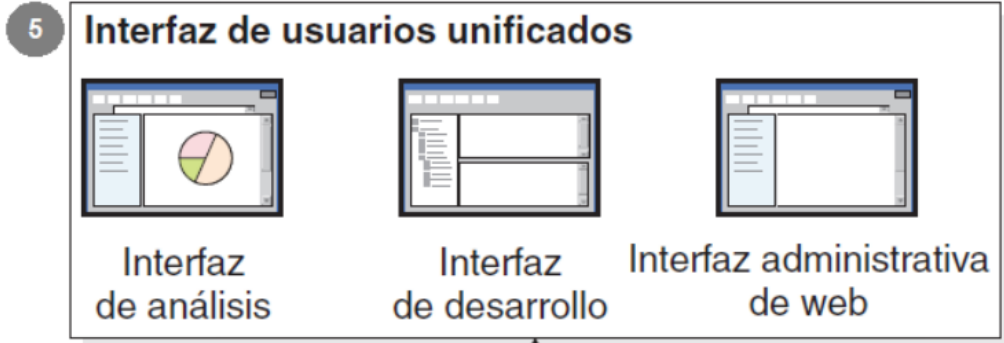 5
Interfaz de usuarios unificados
Interfaz
de análisis
Interfaz
de desarrollo
Interfaz administrativa
de web